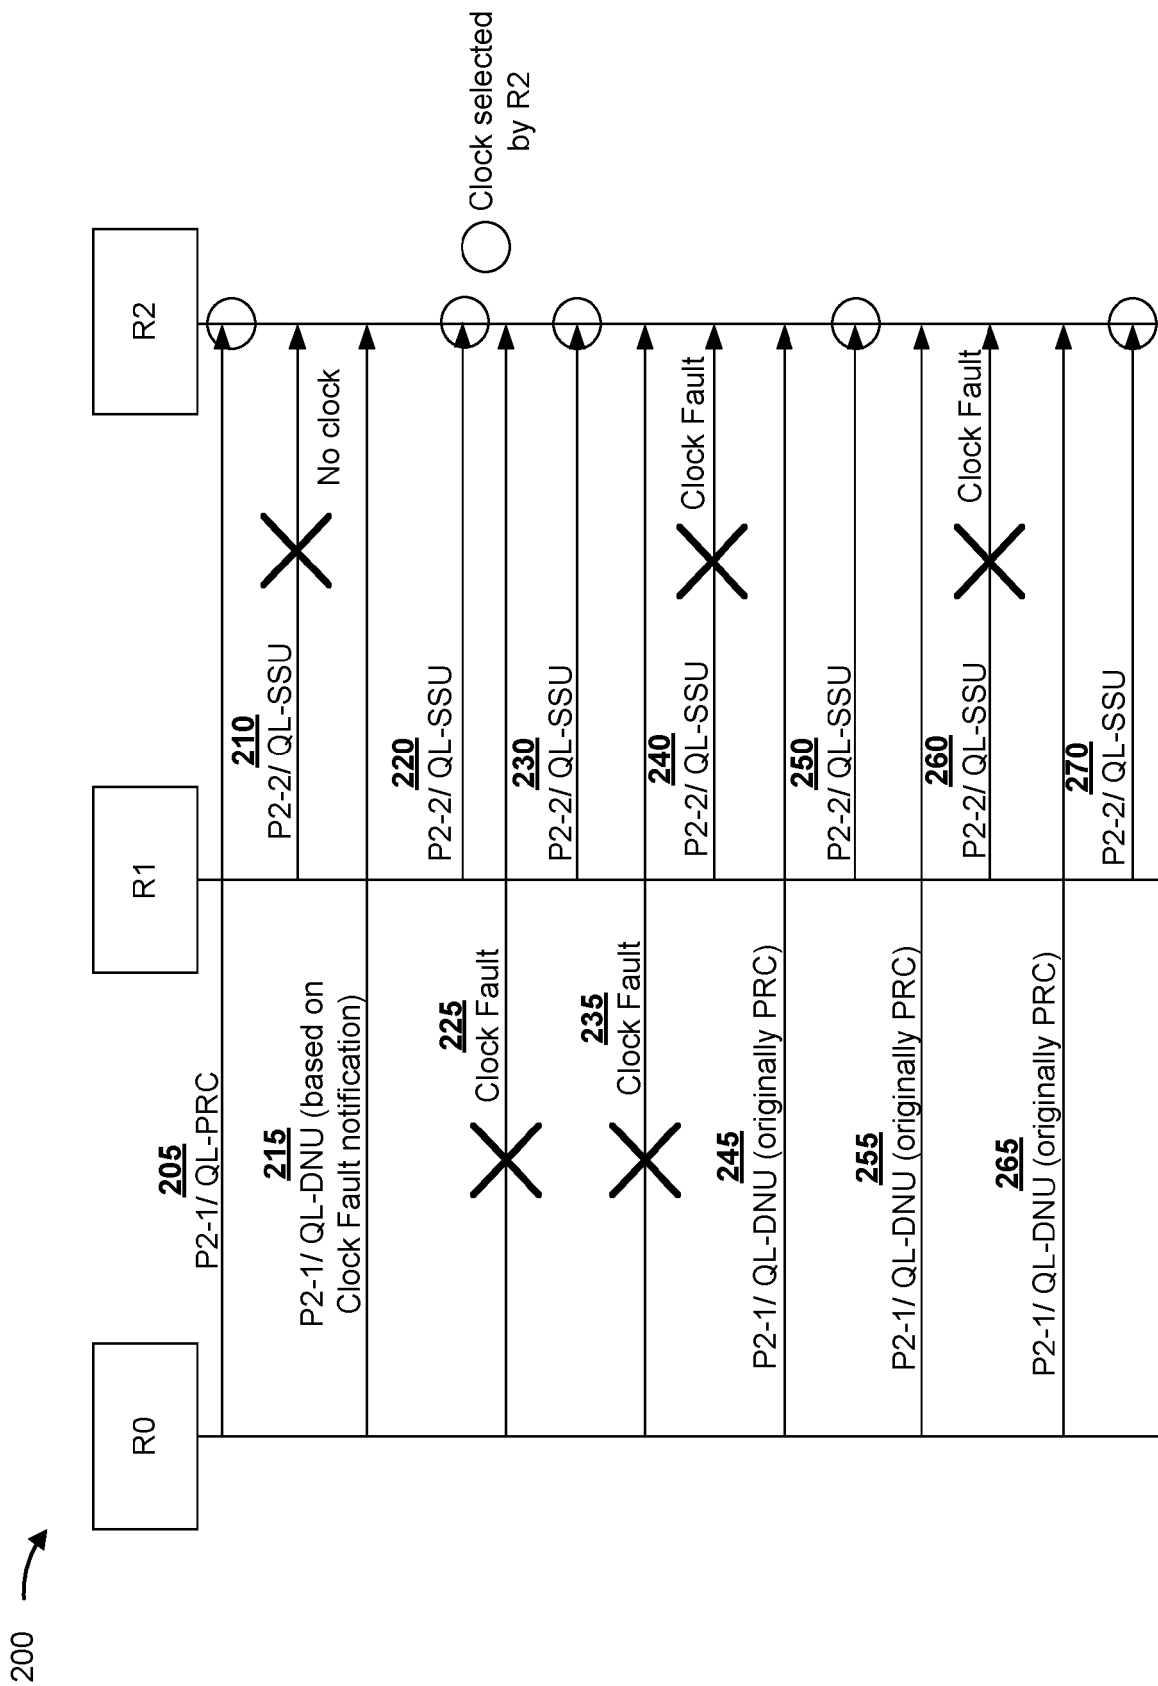 200
R0
R1
R2
205
P2-1/ QL-PRC
210
P2-2/ QL-SSU
No clock
215
P2-1/ QL-DNU (based on
Clock Fault notification)
220
P2-2/ QL-SSU
Clock selected
by R2
225
Clock Fault
230
P2-2/ QL-SSU
235
Clock Fault
240
P2-2/ QL-SSU
Clock Fault
245
P2-1/ QL-DNU (originally PRC)
250
P2-2/ QL-SSU
255
P2-1/ QL-DNU (originally PRC)
260
P2-2/ QL-SSU
Clock Fault
265
P2-1/ QL-DNU (originally PRC)
270
P2-2/ QL-SSU